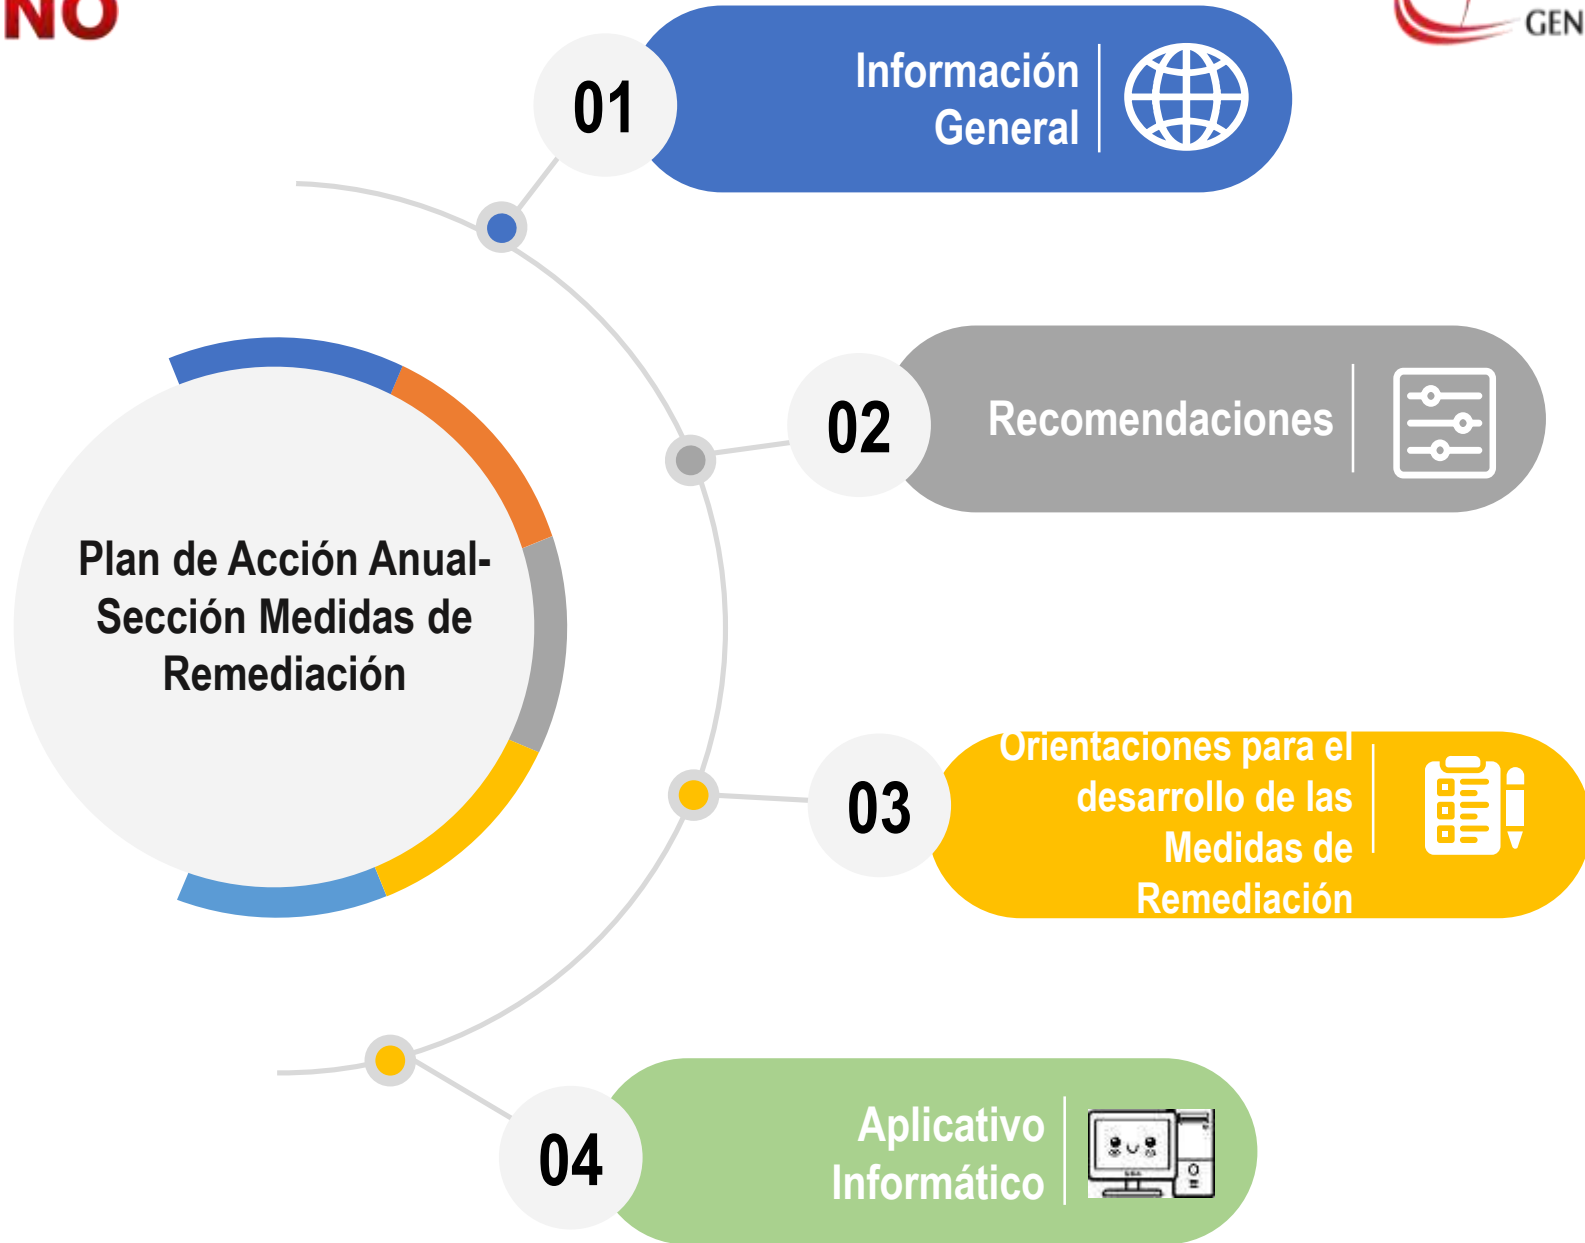 NO
GEN
01
Información
General
02
Recomendaciones
Plan de Acción Anual-
Sección Medidas de
Remediación
03
Orientaciones para el
desarrollo de las
Medidas de
Remediación
04
Aplicativo
Informático